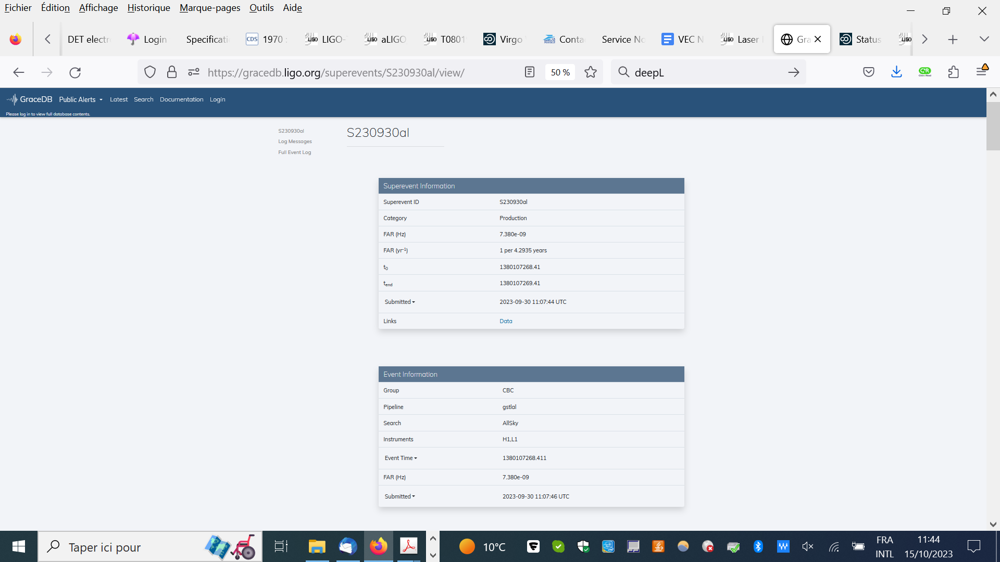 Fichier Édition Affichage Historique Marque-pages Outils Aide
DET electr Login Specificati CDS 1970 : LIGO- aLIGO T0801 Virgo Conta Service No VEC N Laser Gra Status
https://gracedb.ligo.org/superevents/S230930al/view/ 50 % deepL
GraceDB Public Alerts Latest Search Documentation Login
Please log in to view full database contents.
S230930al
Log Messages
Full Event Log
S230930al
Superevent Information
Superevent ID S230930al
Category Production
FAR (Hz) 7.380e-09
FAR (yr-1) 1 per 4.2935 years
t0 1380107268.41
tend 1380107269.41
Submitted 2023-09-30 11:07:44 UTC
Links Data
Event Information
Group CBC
Pipeline gstlal
Search AllSky
Instruments H1,L1
Event Time 1380107268.411
FAR (Hz) 7.380e-09
Submitted 2023-09-30 11:07:46 UTC
Taper ici pour
10°C
FRA
INTL
11:44
15/10/2023